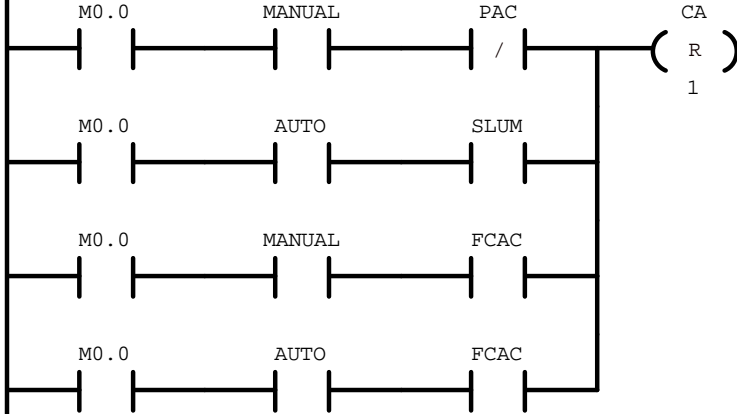 M0.0 MANUAL PAC CA
/ R
1
M0.0 AUTO SLUM
M0.0 MANUAL FCAC
M0.0 AUTO FCAC